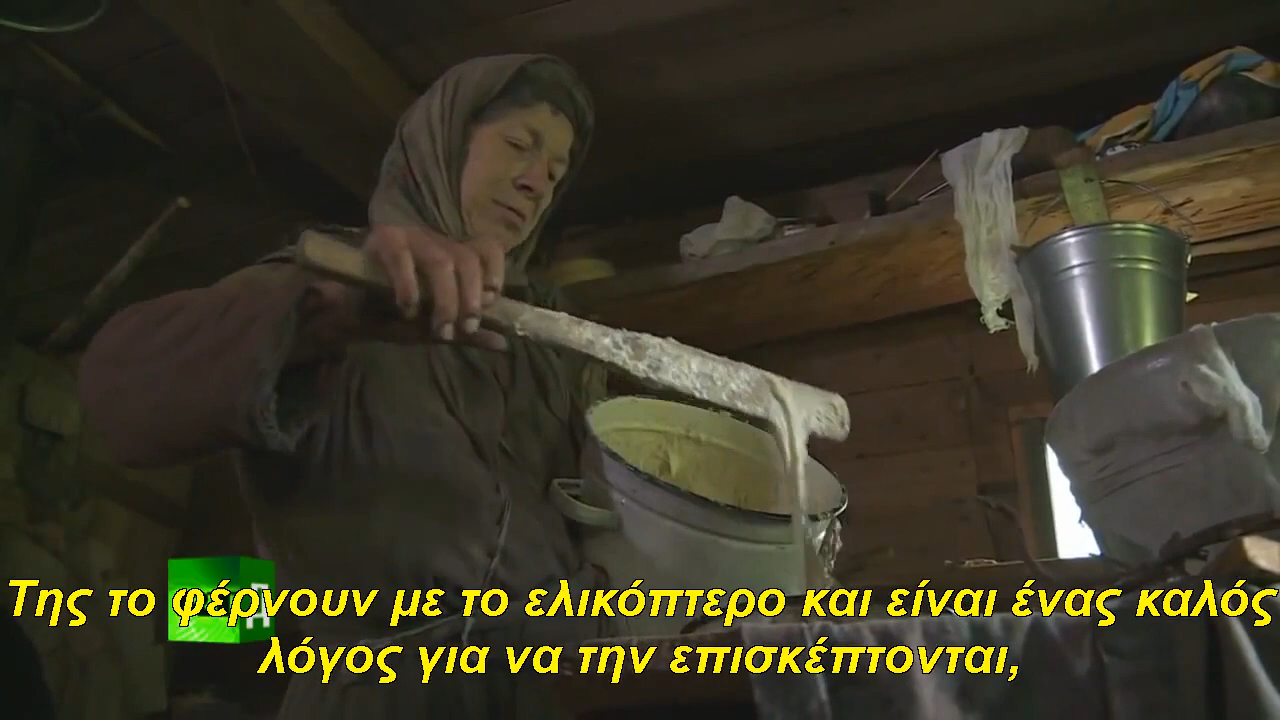 Της το φέρνουν με το ελικόπτερο και είναι ένας καλός
λόγος για να την επισκέπτονται,